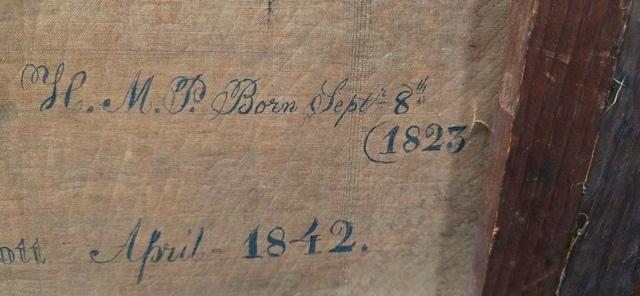 H. M. P. Born Septr 8th
(1823
ott April - 1842.